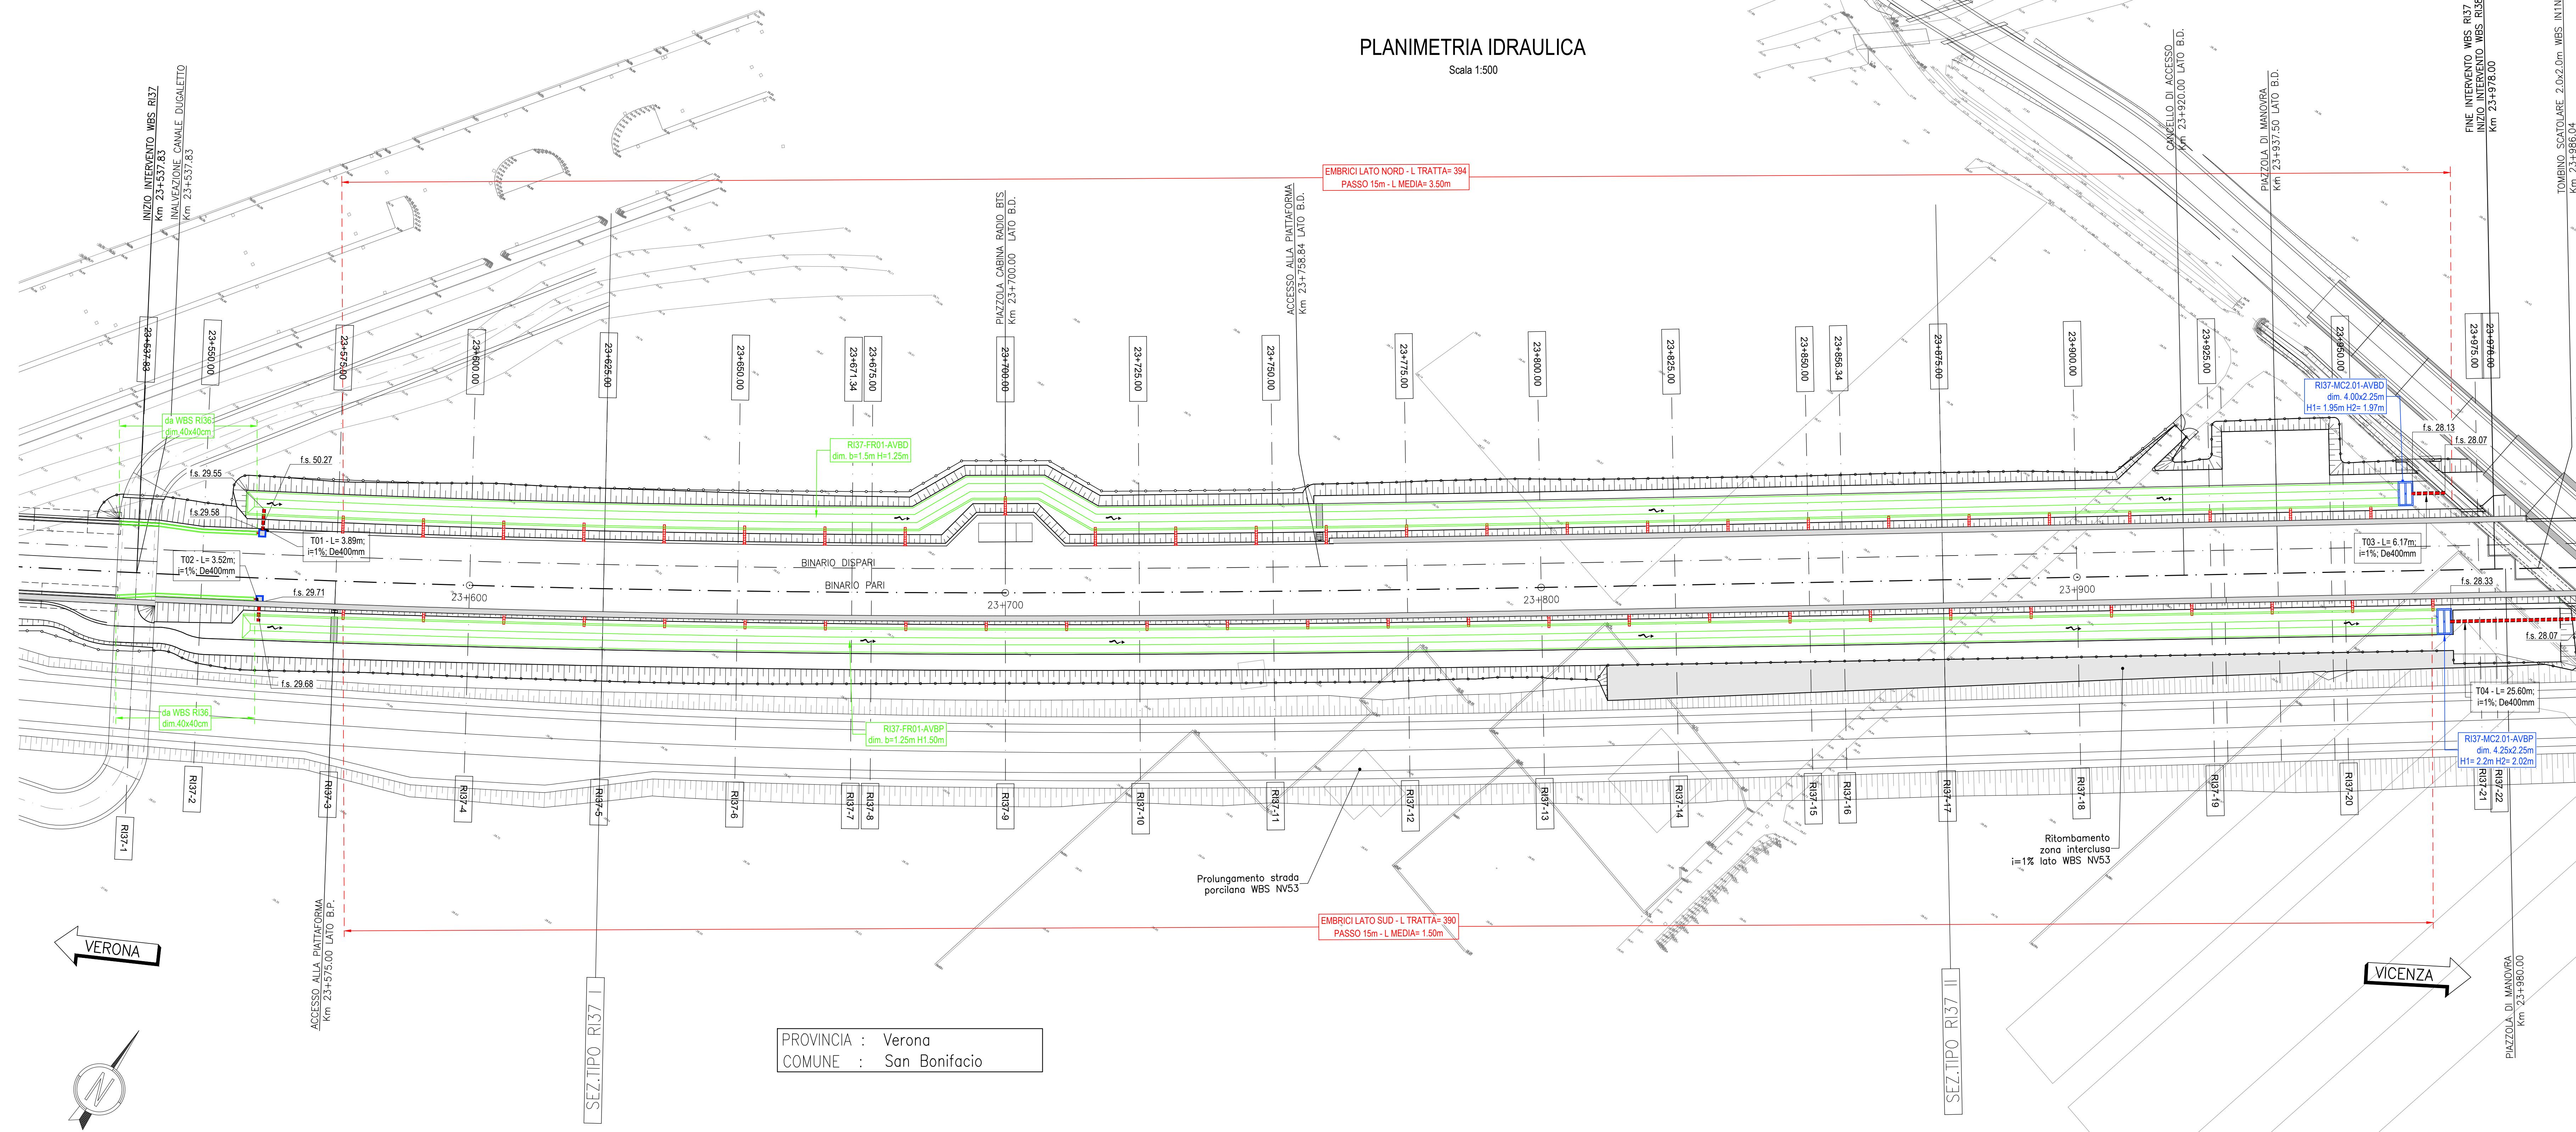 PLANIMETRIA IDRAULICA
Scala 1:500
INIZIO INTERVENTO WBS RI37
Km 23+537.83
INALVEAZIONE CANALE DUGALETTO
Km 23+537.83
PIAZZOLA CABINA RADIO BTS
Km 23+700.00 LATO B.D.
ACCESSO ALLA PIATTAFORMA
Km 23+758.84 LATO B.D.
CANCELLO DI ACCESSO
Km 23+920.00 LATO B.D.
PIAZZOLA DI MANOVRA
Km 23+937.50 LATO B.D.
FINE INTERVENTO WBS RI37
INIZIO INTERVENTO WBS RI38
Km 23+978.00
TOMBINO SCATOLARE 2.0x2.0m WBS IN1N
Km 23+986.04
EMBRICI LATO NORD - L TRATTA= 394
PASSO 15m - L MEDIA= 3.50m
23+537.83
23+550.00
23+575.00
23+600.00
23+625.00
23+650.00
23+671.34
23+675.00
23+700.00
23+725.00
23+750.00
23+775.00
23+800.00
23+825.00
23+850.00
23+856.34
23+875.00
23+900.00
23+925.00
23+950.00
23+975.00
23+978.00
da WBS RI36
dim.40x40cm
RI37-FR01-AVBD
dim. b=1.5m H=1.25m
RI37-MC2.01-AVBD
dim. 4.00x2.25m
H1= 1.95m H2= 1.97m
f.s. 28.13
f.s. 28.07
f.s. 50.27
f.s. 29.55
f.s. 29.58
T01 - L= 3.89m;
i=1%; De400mm
T02 - L= 3.52m;
i=1%; De400mm
f.s. 29.71
T03 - L= 6.17m;
i=1%; De400mm
BINARIO DISPARI
BINARIO PARI
23+600
23+700
23+800
23+900
f.s. 28.33
f.s. 28.07
f.s. 29.68
T04 - L= 25.60m;
i=1%; De400mm
da WBS RI36
dim.40x40cm
RI37-FR01-AVBP
dim. b=1.25m H1.50m
RI37-MC2.01-AVBP
dim. 4.25x2.25m
H1= 2.2m H2= 2.02m
RI37-1
RI37-2
RI37-3
RI37-4
RI37-5
RI37-6
RI37-7
RI37-8
RI37-9
RI37-10
RI37-11
RI37-12
RI37-13
RI37-14
RI37-15
RI37-16
RI37-17
RI37-18
RI37-19
RI37-20
RI37-21
RI37-22
Prolungamento strada
porcilana WBS NV53
Ritombamento
zona interclusa
i=1% lato WBS NV53
EMBRICI LATO SUD - L TRATTA= 390
PASSO 15m - L MEDIA= 1.50m
VERONA
VICENZA
ACCESSO ALLA PIATTAFORMA
Km 23+575.00 LATO B.P.
SEZ.TIPO RI37 I
SEZ.TIPO RI37 II
PIAZZOLA DI MANOVRA
Km 23+980.00
PROVINCIA : Verona
COMUNE : San Bonifacio
N